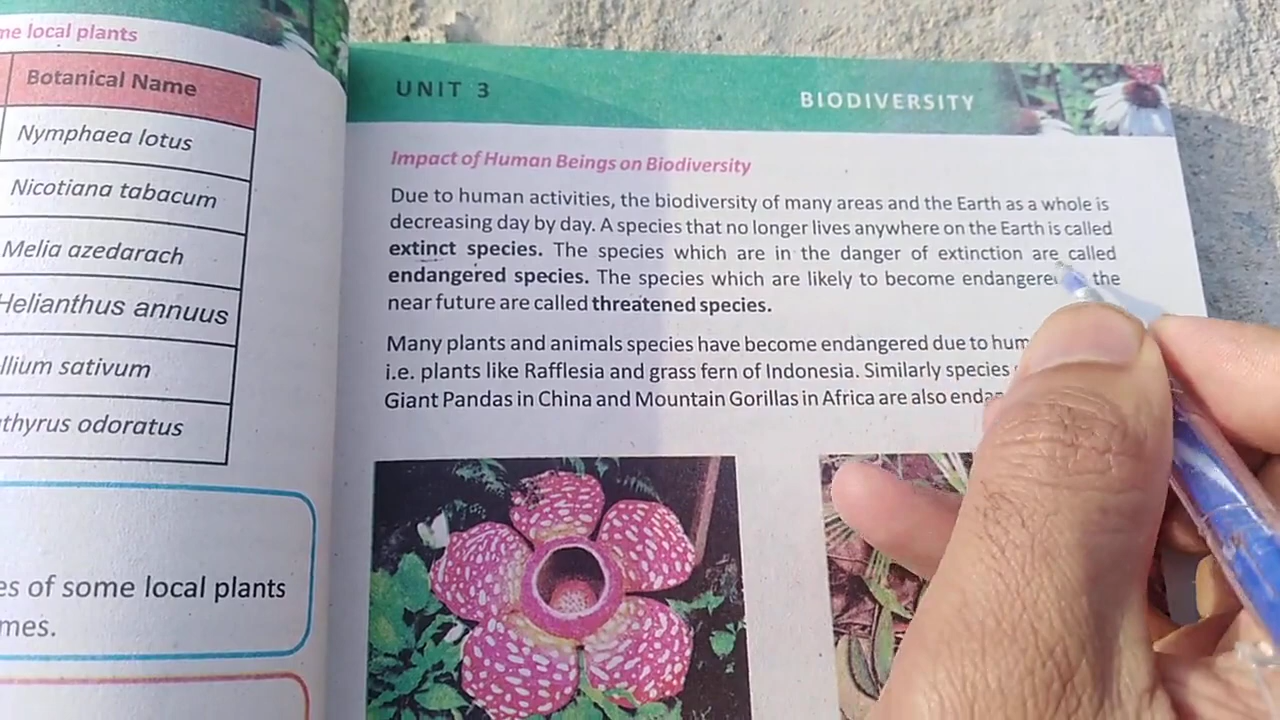 me local plants
Botanical Name
Nymphaea lotus
Nicotiana tabacum
Melia azedarach
Helianthus annuus
llium sativum
thyrus odoratus
es of some local plants
mes.
UNIT 3
BIODIVERSITY
Impact of Human Beings on Biodiversity
Due to human activities, the biodiversity of many areas and the Earth as a whole is
decreasing day by day. A species that no longer lives anywhere on the Earth is called
extinct species. The species which are in the danger of extinction are called
endangered species. The species which are likely to become endangere the
near future are called threatened species.
Many plants and animals species have become endangered due to hum
i.e. plants like Rafflesia and grass fern of Indonesia. Similarly species
Giant Pandas in China and Mountain Gorillas in Africa are also enda